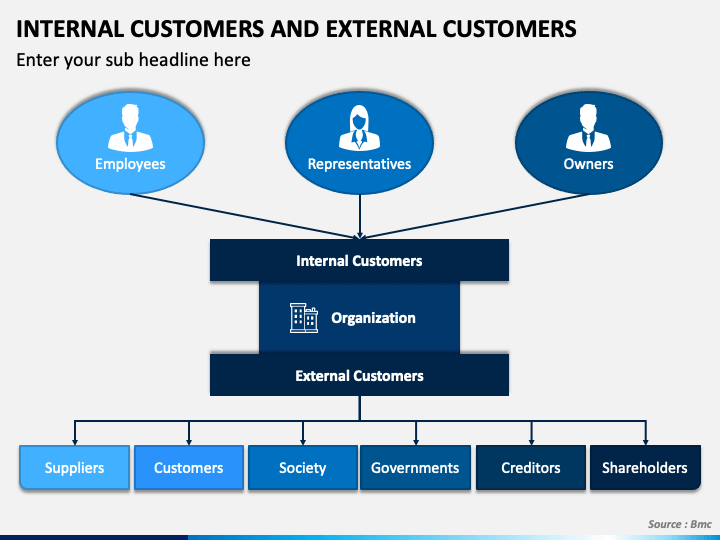 INTERNAL CUSTOMERS AND EXTERNAL CUSTOMERS
Enter your sub headline here
Employees
Representatives
Owners
Internal Customers
Organization
External Customers
Suppliers
Customers
Society
Governments
Creditors
Shareholders
Source : Bmc